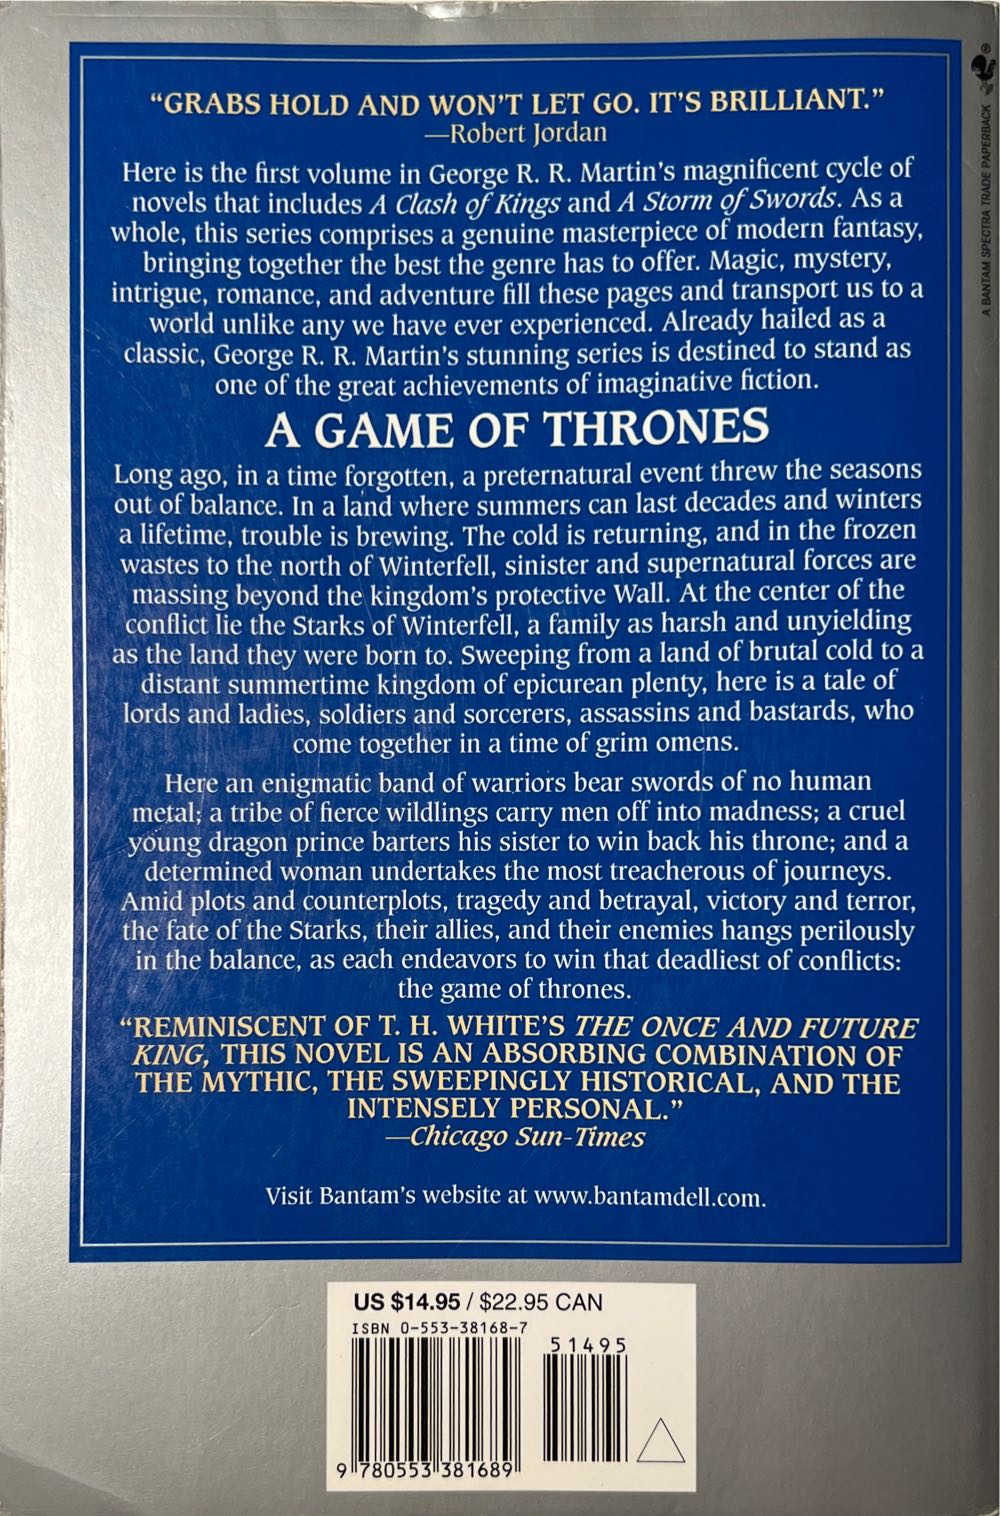 “GRABS HOLD AND WON’T LET GO. IT’S BRILLIANT.”
—Robert Jordan
Here is the first volume in George R. R. Martin’s magnificent cycle of
novels that includes A Clash of Kings and A Storm of Swords. As a
whole, this series comprises a genuine masterpiece of modern fantasy,
bringing together the best the genre has to offer. Magic, mystery,
intrigue, romance, and adventure fill these pages and transport us to a
world unlike any we have ever experienced. Already hailed as a
classic, George R. R. Martin’s stunning series is destined to stand as
one of the great achievements of imaginative fiction.
A GAME OF THRONES
Long ago, in a time forgotten, a preternatural event threw the seasons
out of balance. In a land where summers can last decades and winters
a lifetime, trouble is brewing. The cold is returning, and in the frozen
wastes to the north of Winterfell, sinister and supernatural forces are
massing beyond the kingdom’s protective Wall. At the center of the
conflict lie the Starks of Winterfell, a family as harsh and unyielding
as the land they were born to. Sweeping from a land of brutal cold to a
distant summertime kingdom of epicurean plenty, here is a tale of
lords and ladies, soldiers and sorcerers, assassins and bastards, who
come together in a time of grim omens.
Here an enigmatic band of warriors bear swords of no human
metal; a tribe of fierce wildlings carry men off into madness; a cruel
young dragon prince barters his sister to win back his throne; and a
determined woman undertakes the most treacherous of journeys.
Amid plots and counterplots, tragedy and betrayal, victory and terror,
the fate of the Starks, their allies, and their enemies hangs perilously
in the balance, as each endeavors to win that deadliest of conflicts:
the game of thrones.
“REMINISCENT OF T. H. WHITE’S THE ONCE AND FUTURE
KING, THIS NOVEL IS AN ABSORBING COMBINATION OF
THE MYTHIC, THE SWEEPINGLY HISTORICAL, AND THE
INTENSELY PERSONAL.”
—Chicago Sun-Times
Visit Bantam’s website at www.bantamdell.com.
US $14.95 / $22.95 CAN
ISBN 0-553-38168-7
51495
9 780553 381689
A BANTAM SPECTRA TRADE PAPERBACK ®